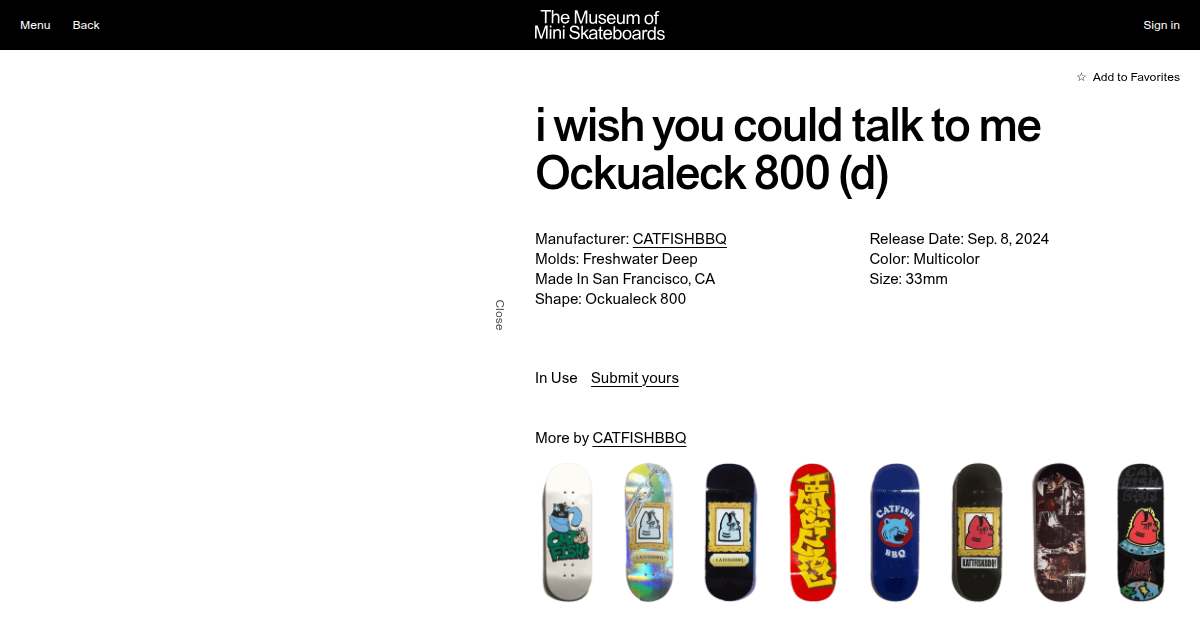 Menu
Back
The Museum of
Mini Skateboards
Sign in
☆ Add to Favorites
i wish you could talk to me
Ockualeck 800 (d)
Manufacturer: CATFISHBBQ
Molds: Freshwater Deep
Made In San Francisco, CA
Shape: Ockualeck 800
Release Date: Sep. 8, 2024
Color: Multicolor
Size: 33mm
Close
In Use
Submit yours
More by CATFISHBBQ
CATFISH
BBQ